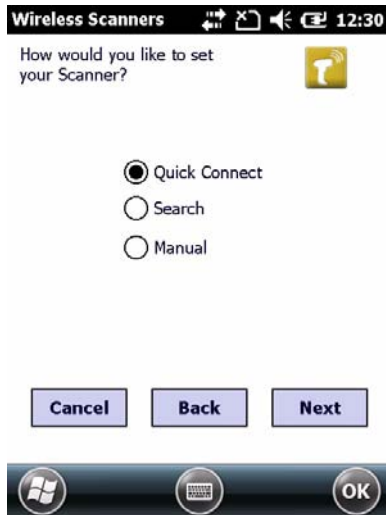 Wireless Scanners 12:30
How would you like to set
your Scanner?
Quick Connect
Search
Manual
Cancel Back Next
OK